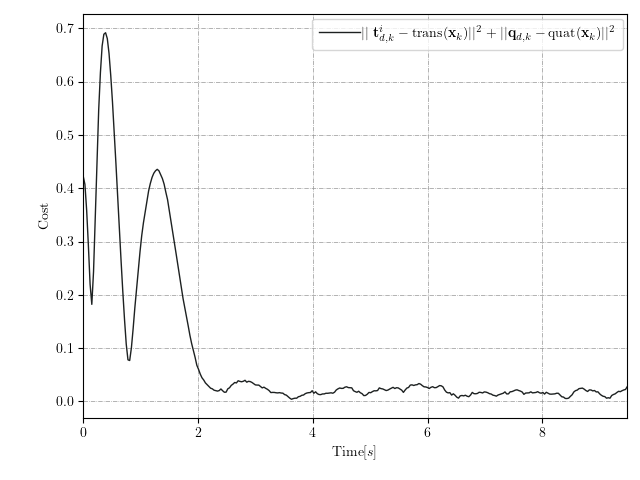 || t^i_{d,k} − trans(x_k)||² + ||q_{d,k} − quat(x_k)||²
0.7
0.6
0.5
0.4
0.3
0.2
0.1
0.0
Cost
0 2 4 6 8
Time[s]